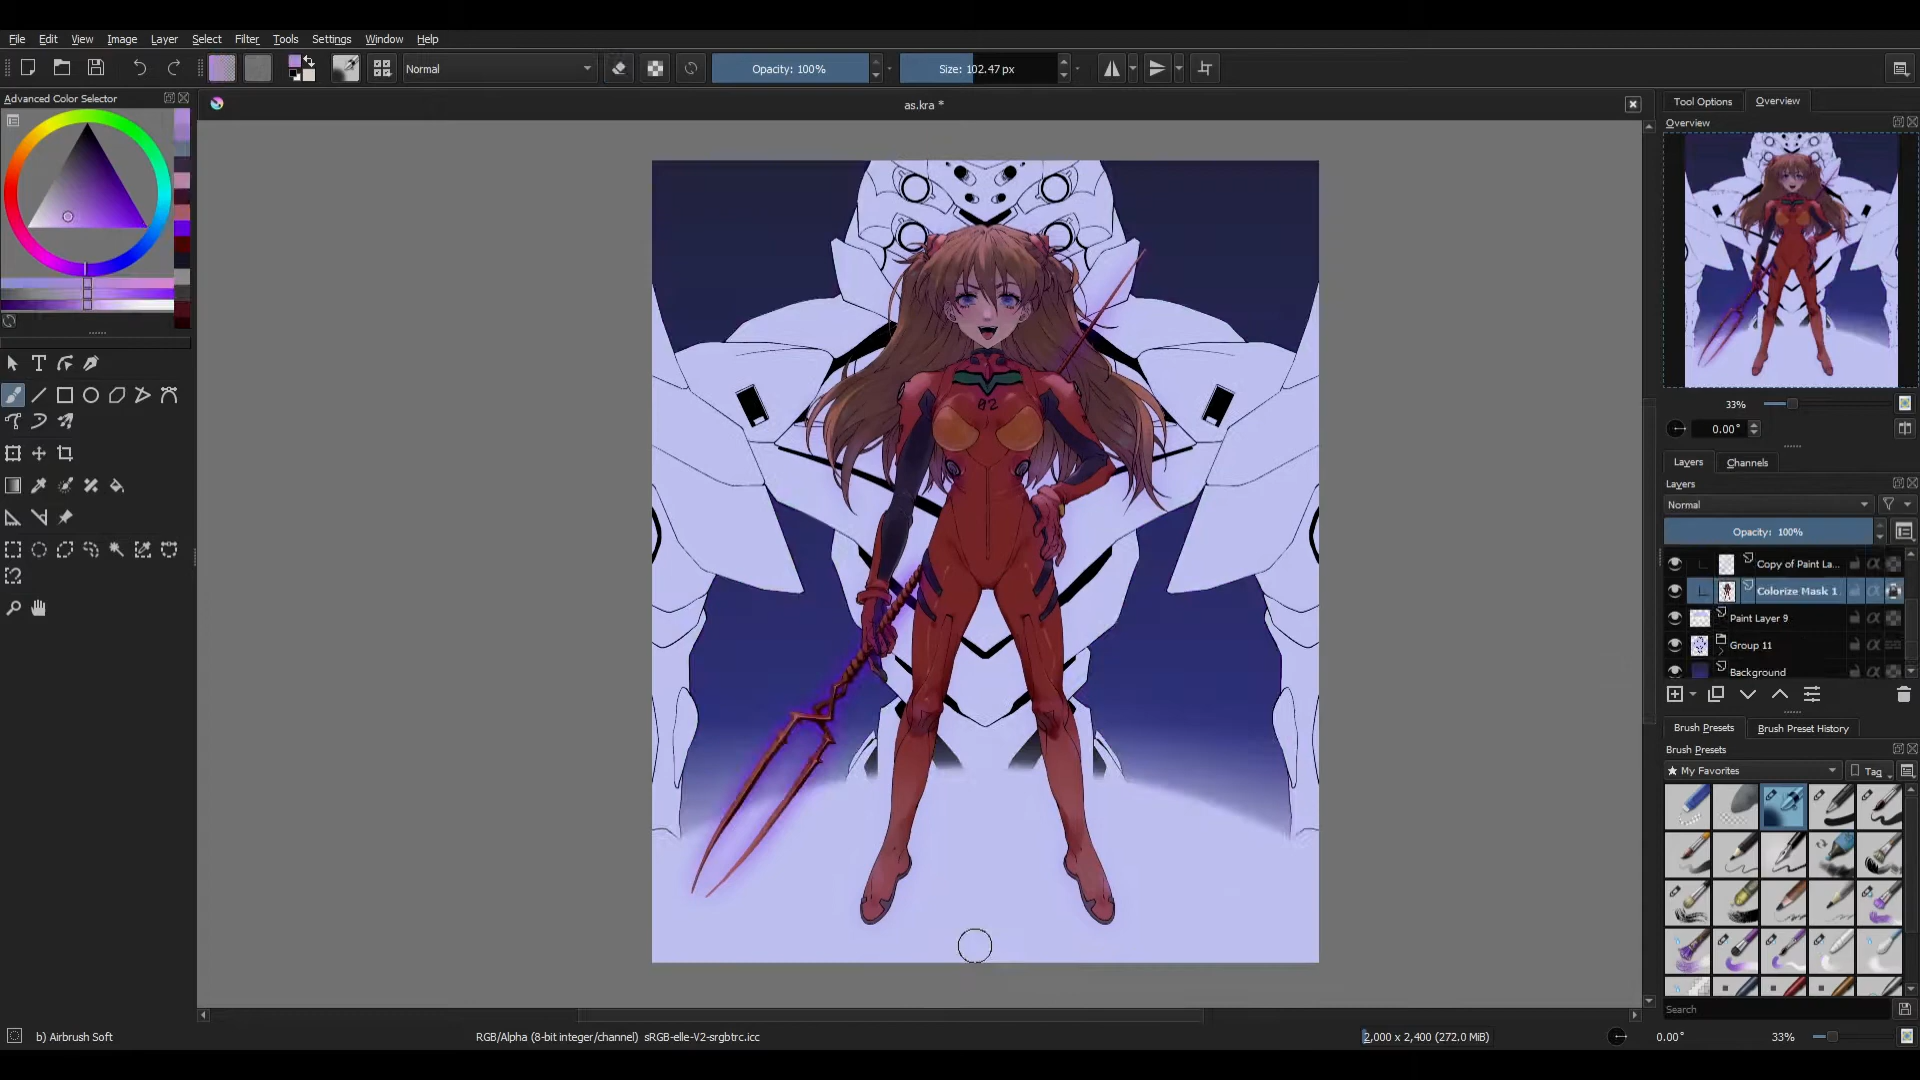 File Edit View Image Layer Select Filter Tools Settings Window Help
Normal
Opacity: 100%
Size: 102.47 px
Advanced Color Selector
as.kra *
Tool Options
Overview
Overview
02
33%
0.00°
Layers
Channels
Layers
Normal
Opacity: 100%
Copy of Paint La...
Colorize Mask 1
Paint Layer 9
Group 11
Background
Brush Presets
Brush Preset History
Brush Presets
★ My Favorites
Tag
Search
b) Airbrush Soft
RGB/Alpha (8-bit integer/channel) sRGB-elle-V2-srgbtrc.icc
2,000 x 2,400 (272.0 MiB)
0.00°
33%